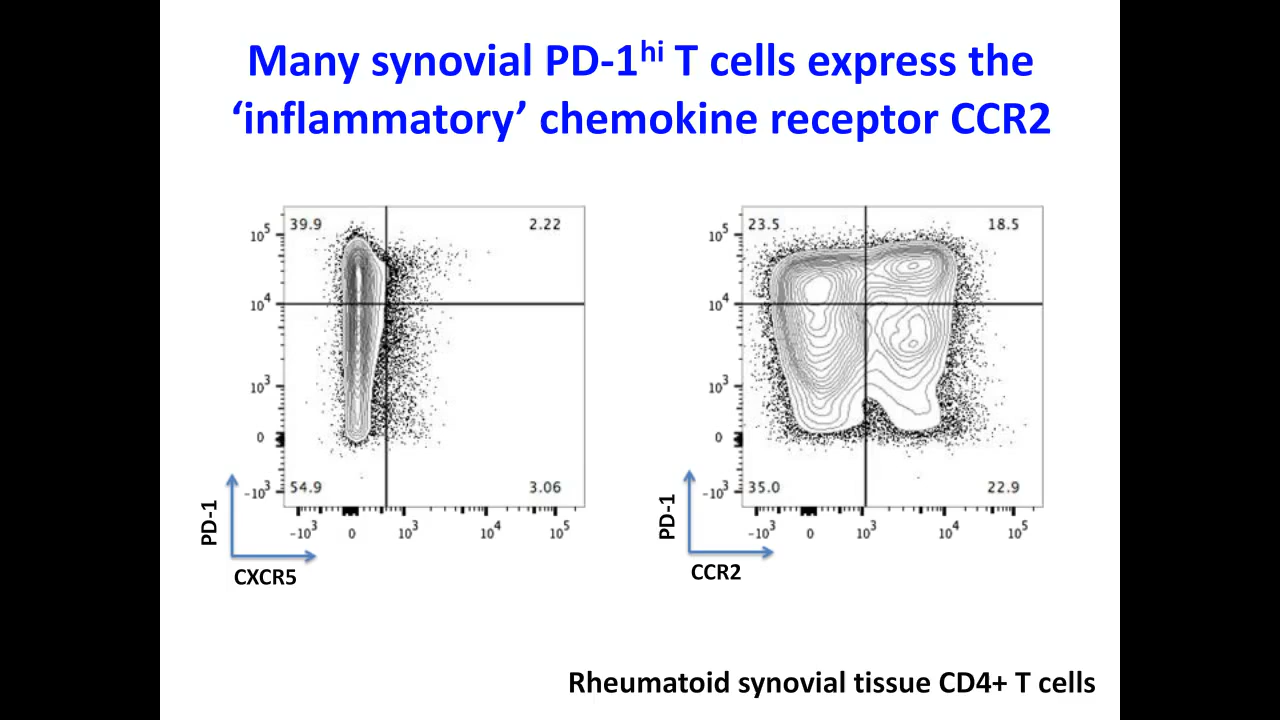 Many synovial PD-1hi T cells express the
‘inflammatory’ chemokine receptor CCR2
39.9 2.22
10^5
10^4
10^3
0
-10^3
54.9 3.06
-10^3 0 10^3 10^4 10^5
PD-1
CXCR5
23.5 18.5
10^5
10^4
10^3
0
-10^3
35.0 22.9
-10^3 0 10^3 10^4 10^5
PD-1
CCR2
Rheumatoid synovial tissue CD4+ T cells